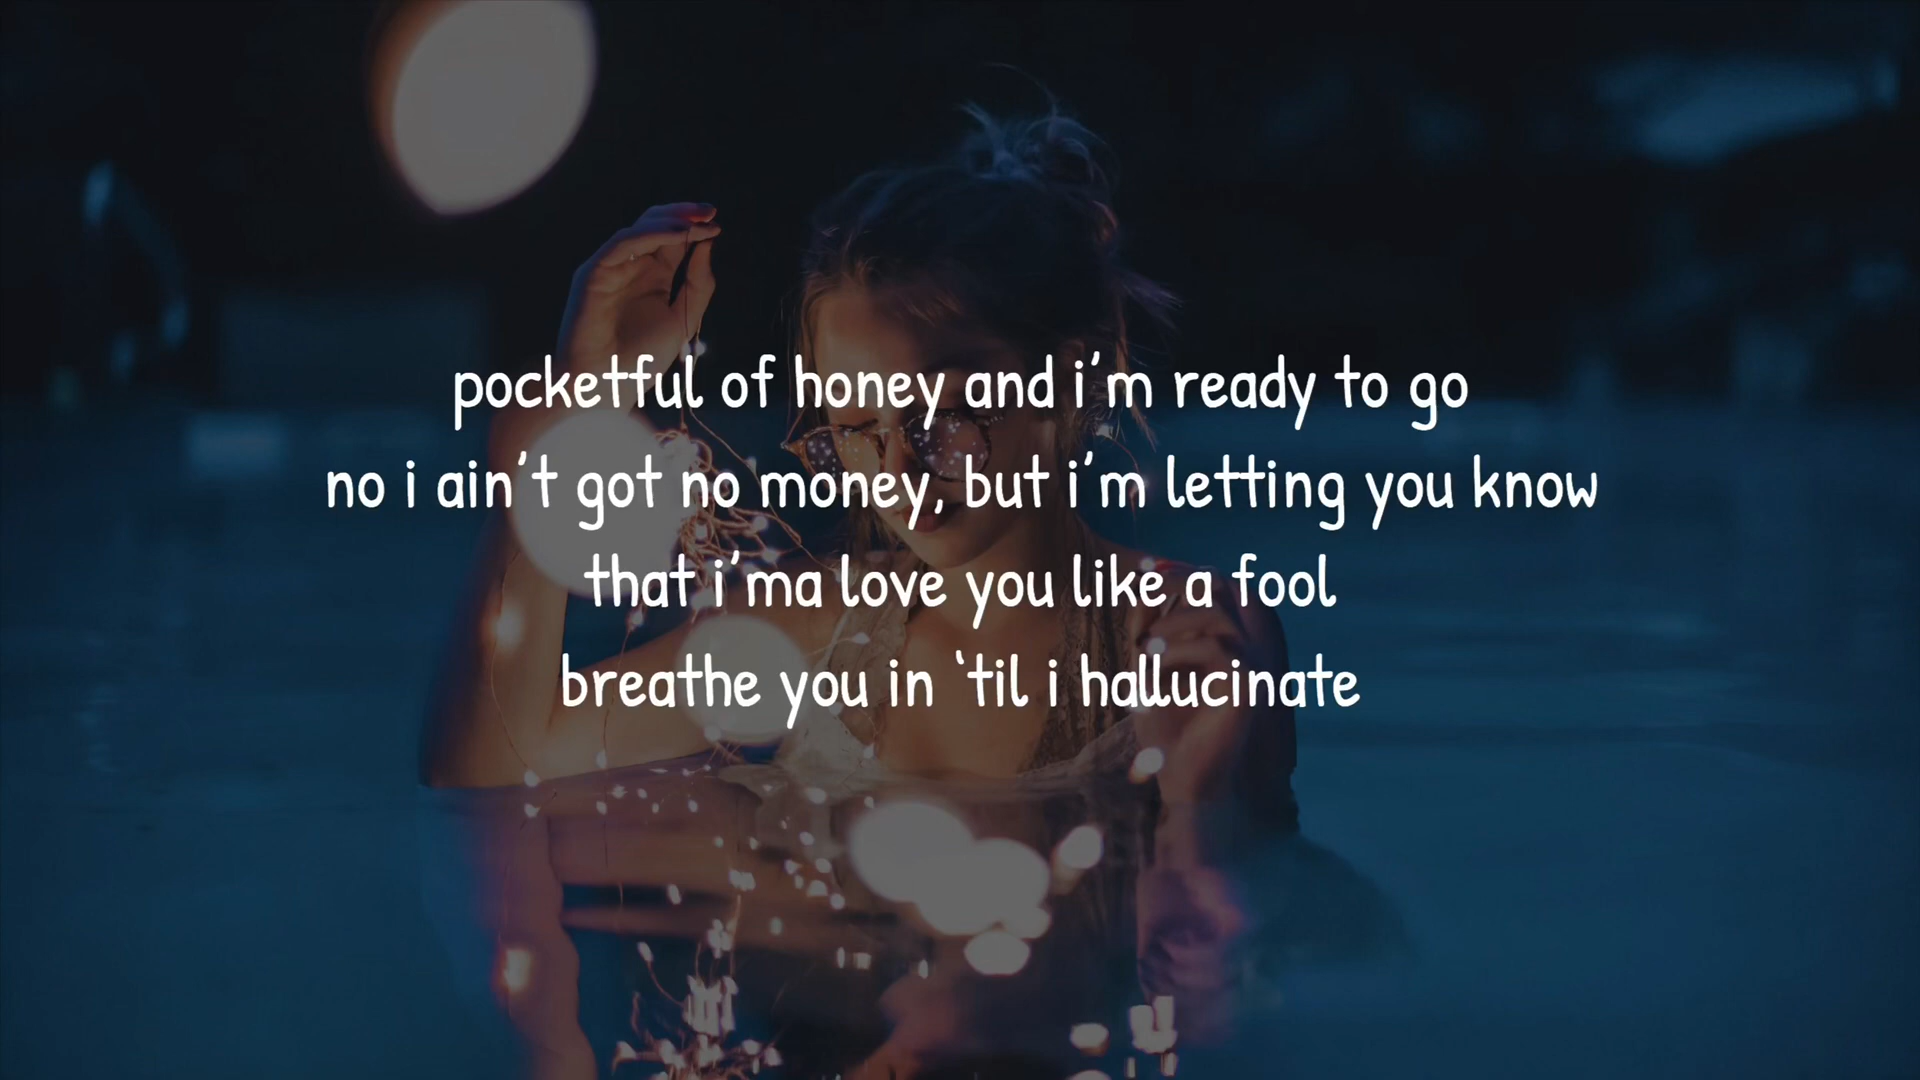 pocketful of honey and i'm ready to go
no i ain't got no money, but i'm letting you know
that i'ma love you like a fool
breathe you in ‘til i hallucinate